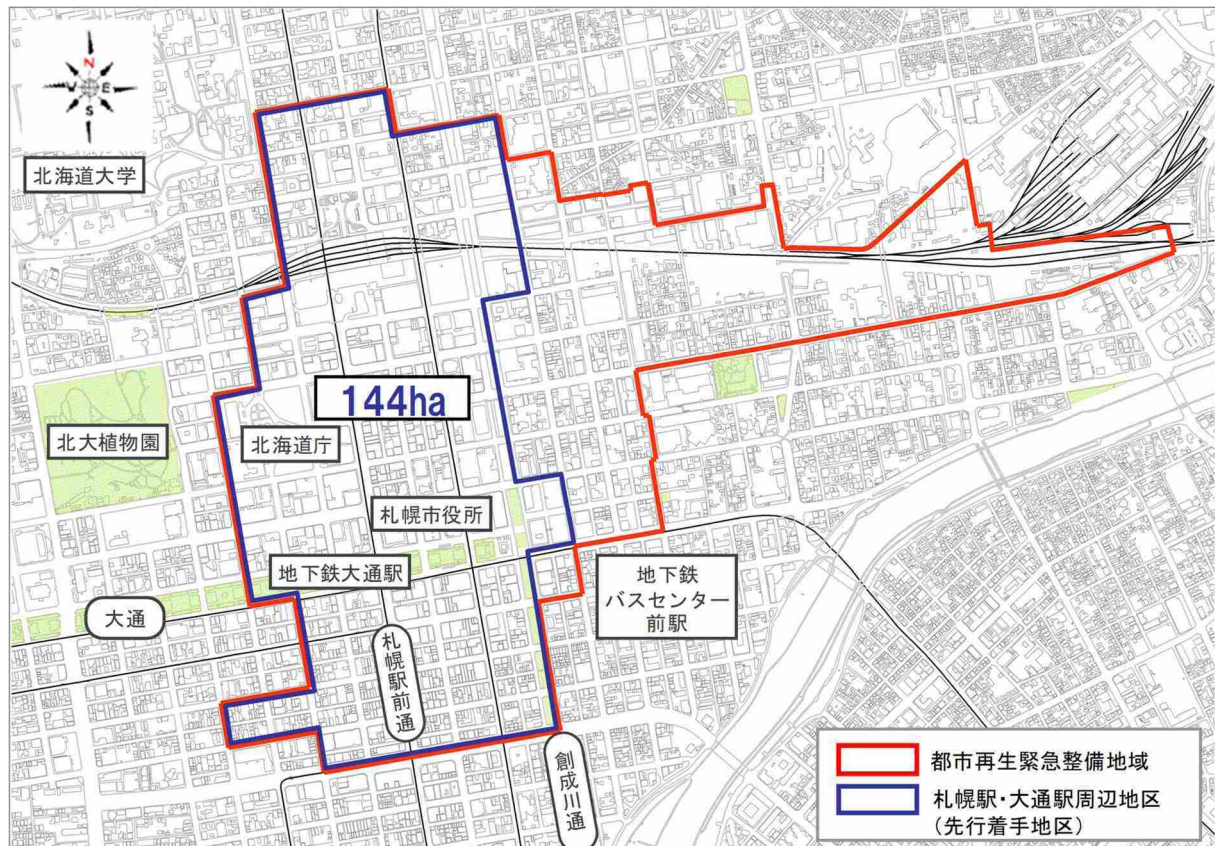 N
W
E
S
北海道大学
144ha
北大植物園
北海道庁
札幌市役所
地下鉄大通駅
地下鉄
バスセンター
前駅
大通
札幌駅前通
創成川通
都市再生緊急整備地域
札幌駅・大通駅周辺地区
(先行着手地区)